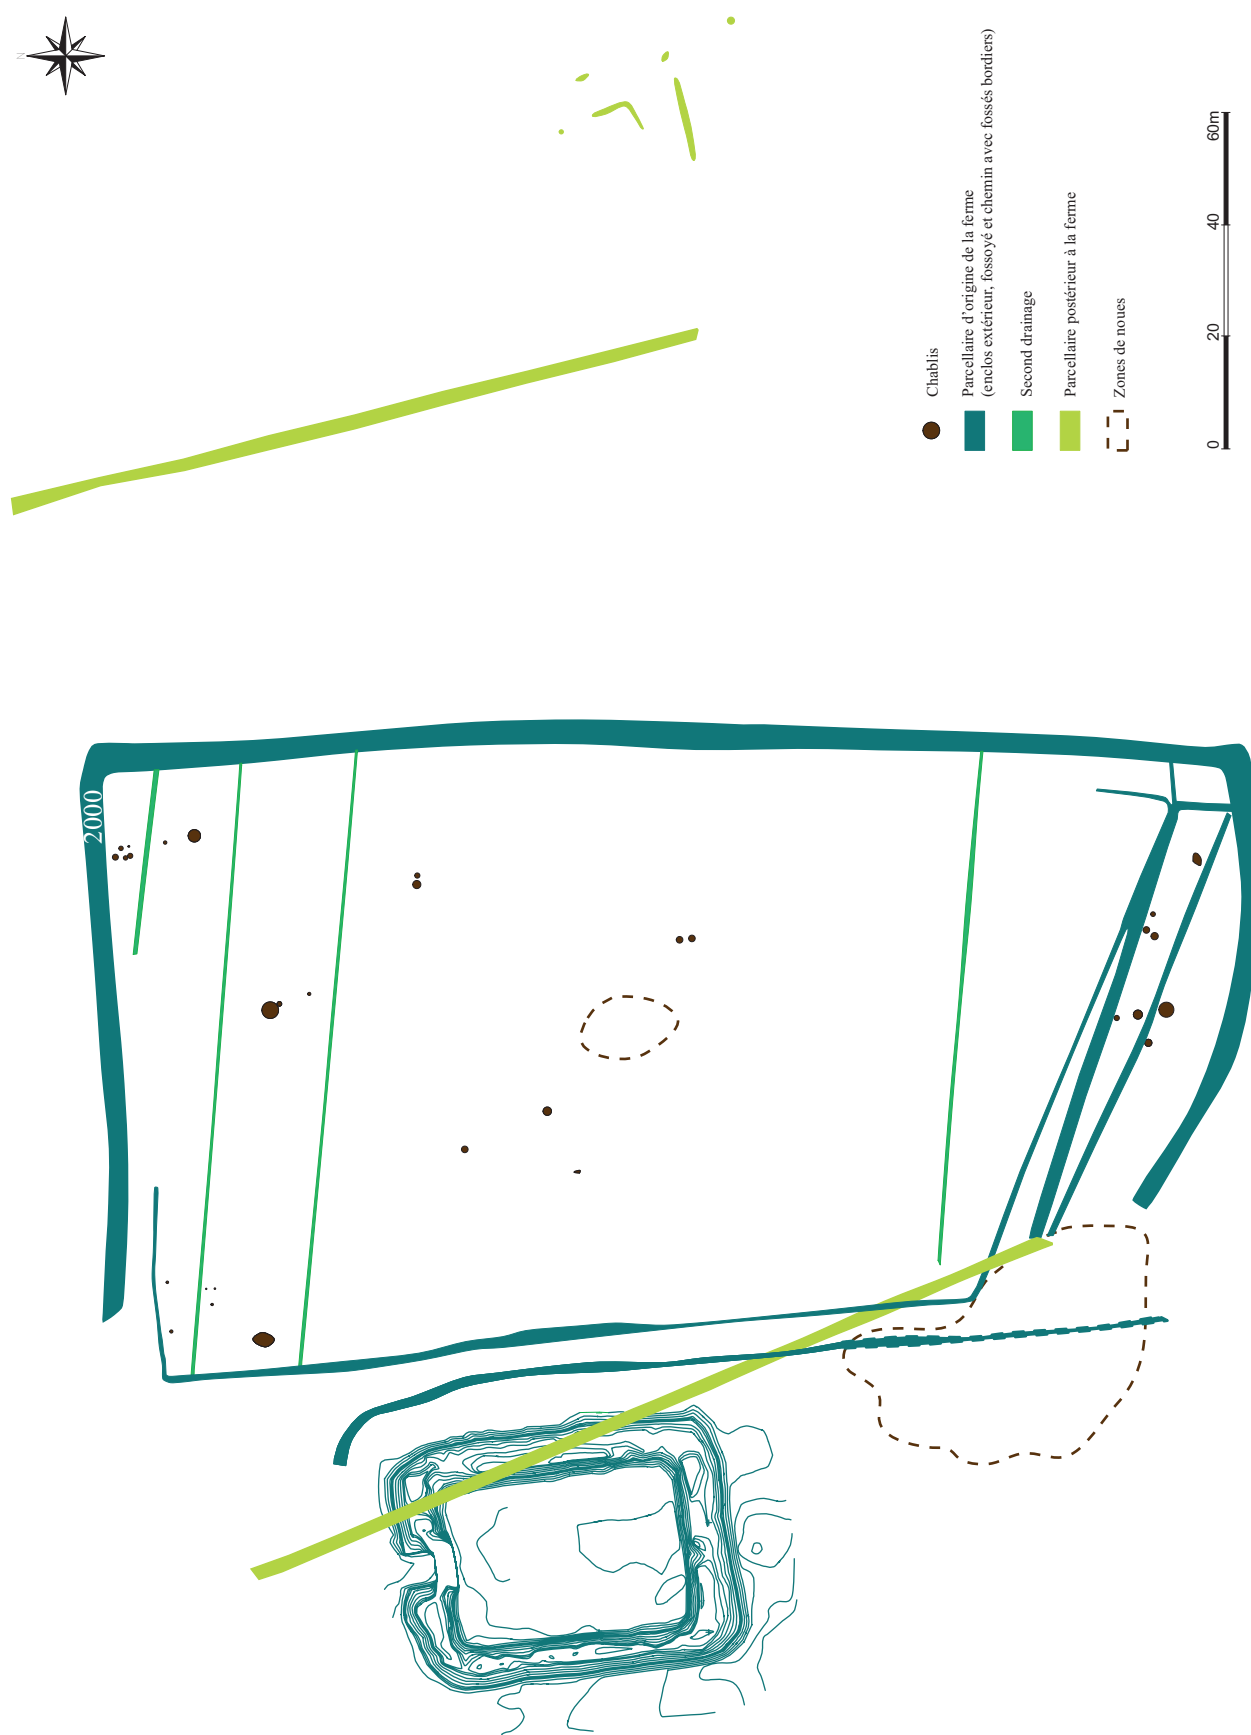 N
Chablis
Parcellaire d'origine de la ferme
(enclos extérieur, fossoyé et chemin avec fossés bordiers)
Second drainage
Parcellaire postérieur à la ferme
Zones de noues
0 20 40 60m
2000